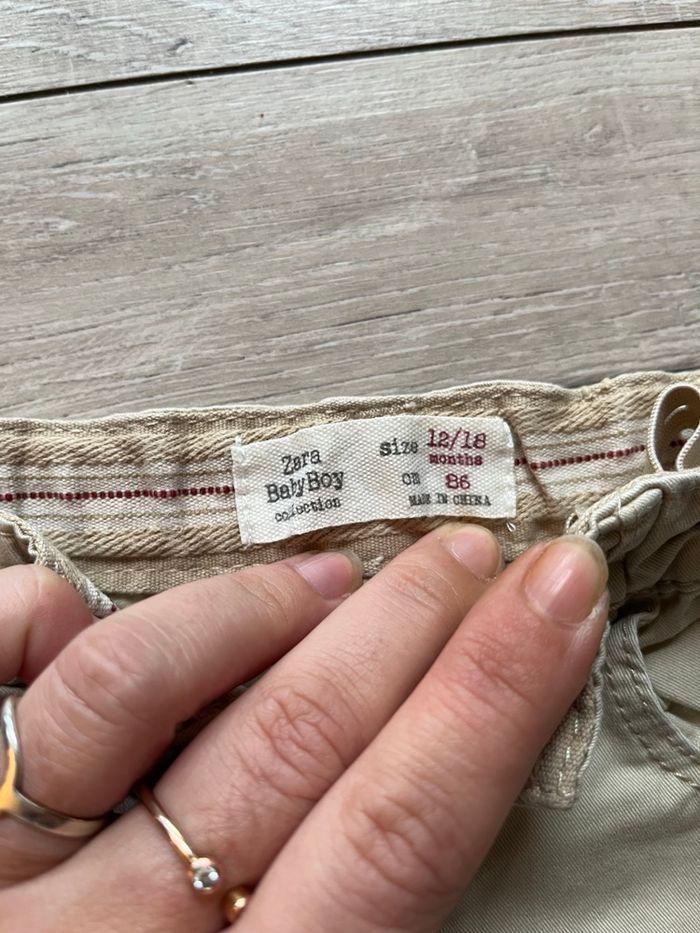 Zara
BabyBoy
collection
size 12/18
months
cm 86
MADE IN CHINA